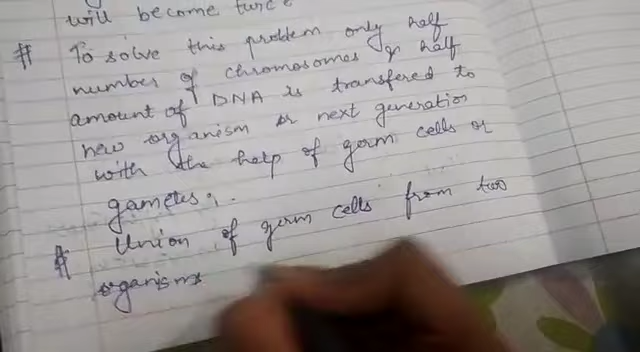 will become twice
# To solve this problem only half
number of chromosomes & half
amount of DNA is transfered to
new organism or next generation
with the help of germ cells or
gametes.
# Union of germ cells from two
organisms